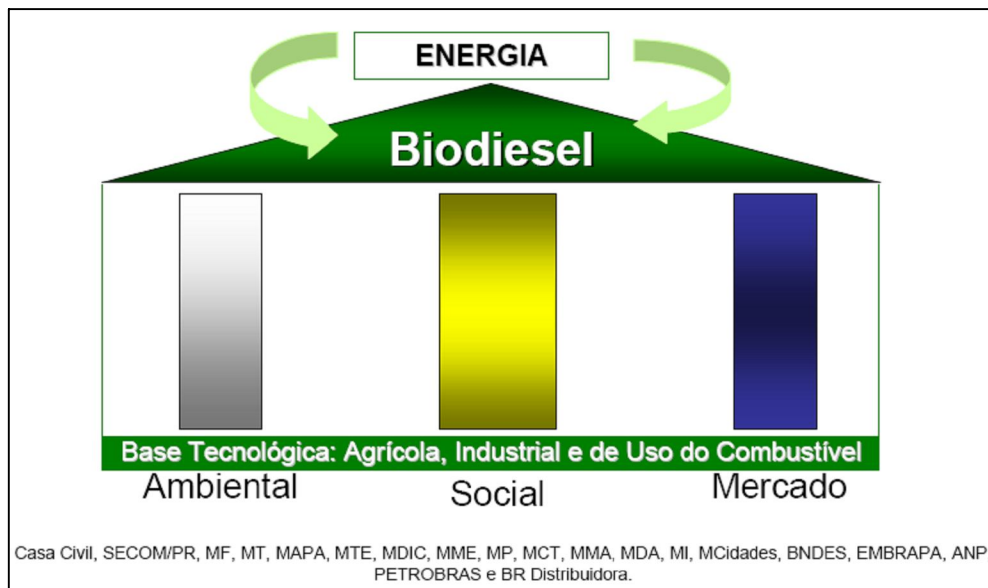 ENERGIA
Biodiesel
Base Tecnológica: Agrícola, Industrial e de Uso do Combustível
Ambiental
Social
Mercado
Casa Civil, SECOM/PR, MF, MT, MAPA, MTE, MDIC, MME, MP, MCT, MMA, MDA, MI, MCidades, BNDES, EMBRAPA, ANP
PETROBRAS e BR Distribuidora.